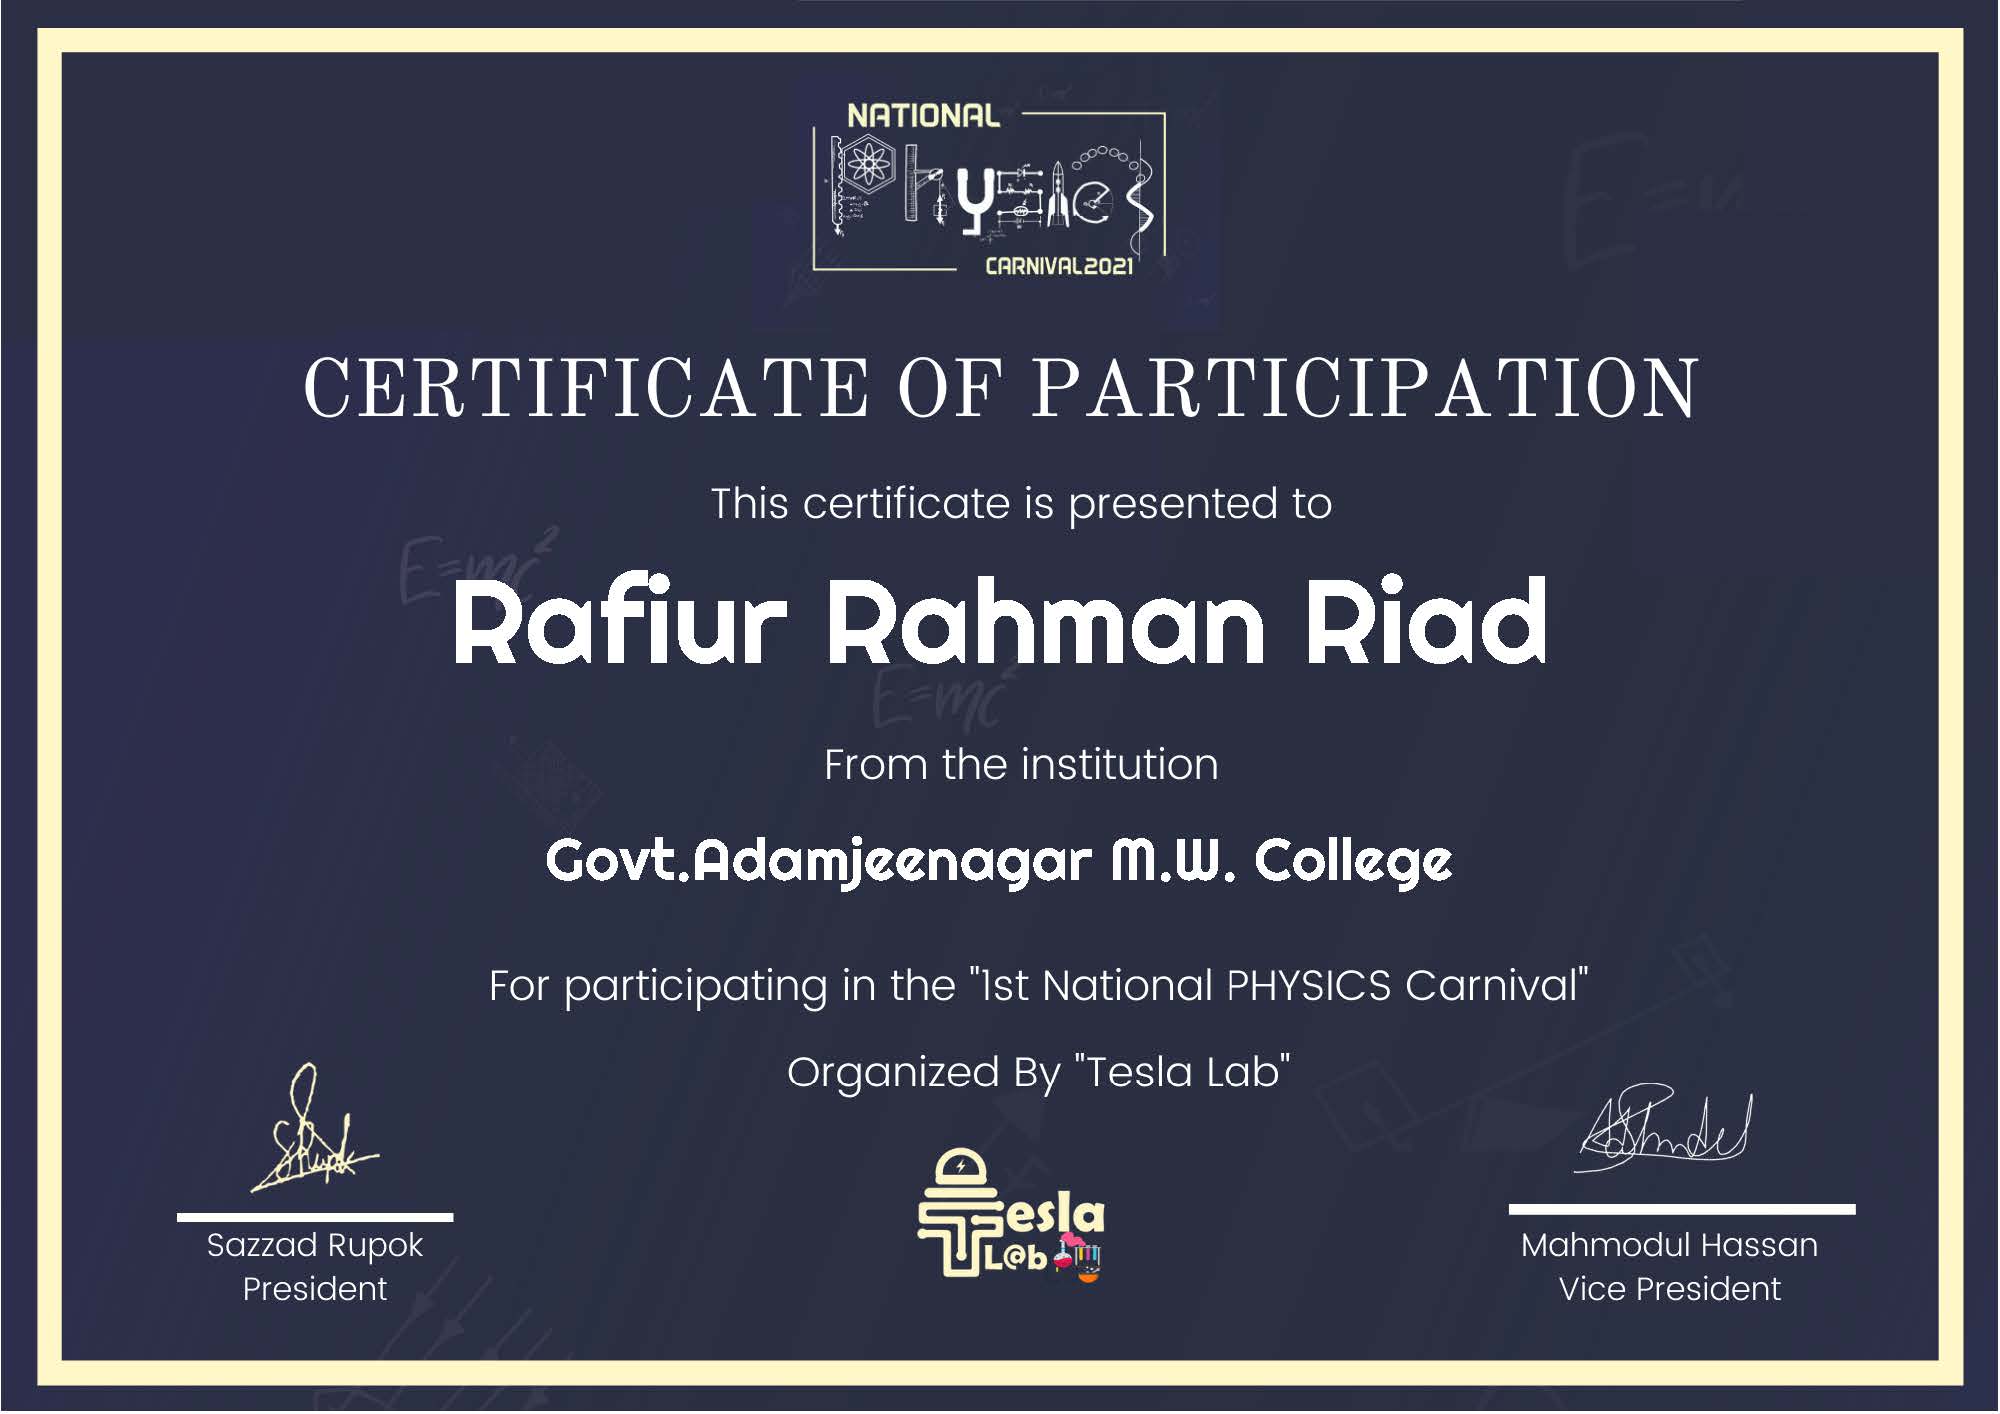 NATIONAL
Physics
CARNIVAL2021
CERTIFICATE OF PARTICIPATION
This certificate is presented to
E=mc²
Rafiur Rahman Riad
E=mc²
From the institution
Govt.Adamjeenagar M.W. College
For participating in the "1st National PHYSICS Carnival"
Organized By "Tesla Lab"
Tesla
L@b
Sazzad Rupok
President
Mahmodul Hassan
Vice President